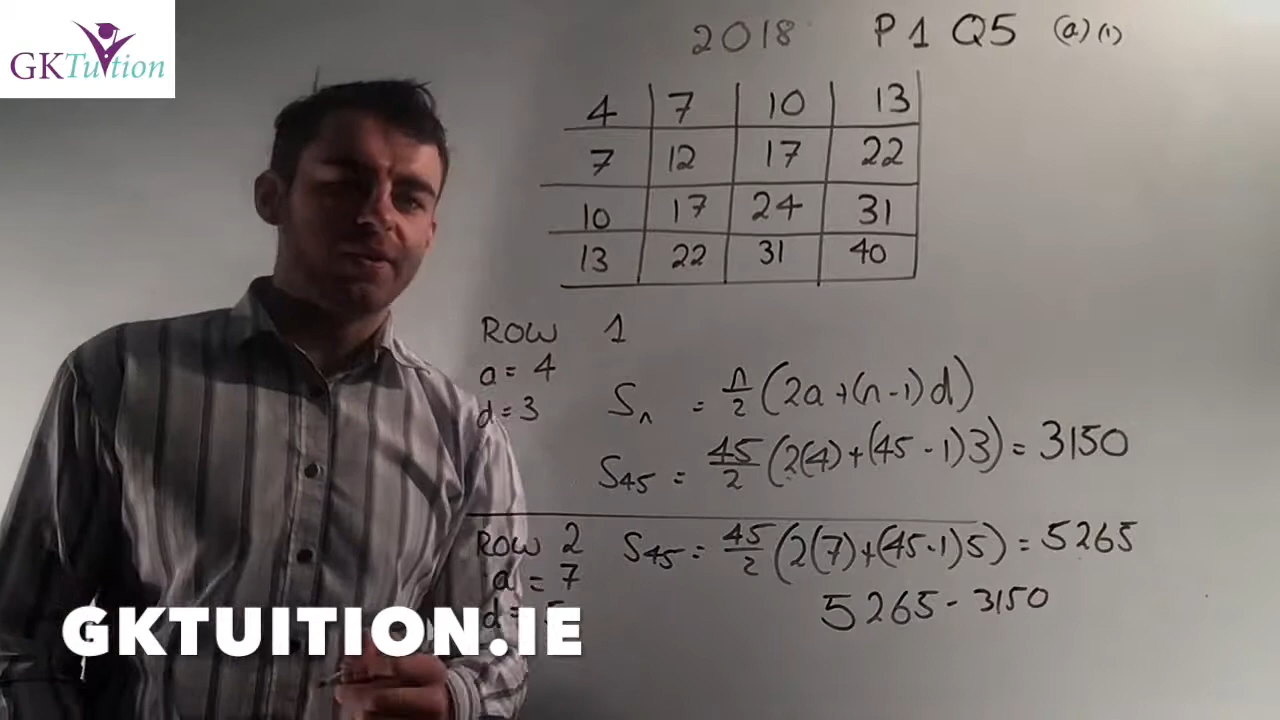 GKTuition
2018 P1 Q5 (a) (i)
4 7 10 13
7 12 17 22
10 17 24 31
13 22 31 40
ROW 1
a = 4
d = 3
Sn = n/2 (2a + (n - 1) d)
S45 = 45/2 (2(4) + (45 - 1) 3) = 3150
ROW 2
a = 7
d = 5
S45 = 45/2 (2(7) + (45 - 1) 5) = 5265
5265 - 3150
GKTUITION.IE